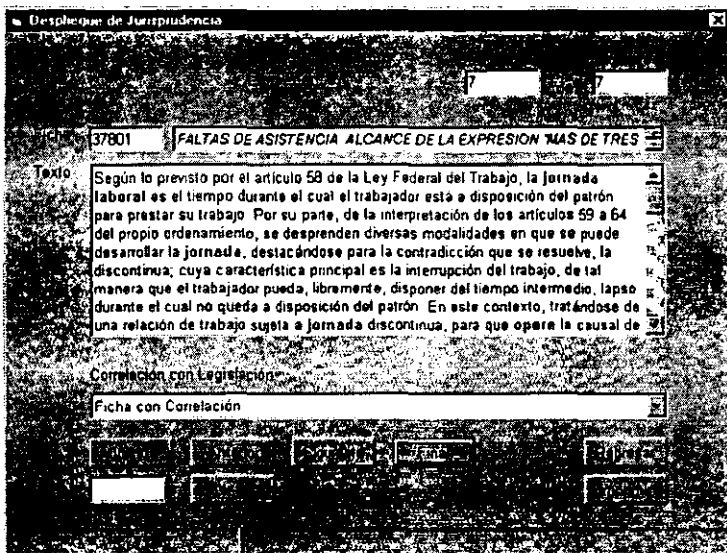 Despliegue de Jurisprudencia
7 7
37801 FALTAS DE ASISTENCIA ALCANCE DE LA EXPRESION "MAS DE TRES
Texto
Según lo previsto por el artículo 58 de la Ley Federal del Trabajo, la jornada
laboral es el tiempo durante el cual el trabajador está a disposición del patrón
para prestar su trabajo. Por su parte, de la interpretación de los artículos 59 a 64
del propio ordenamiento, se desprenden diversas modalidades en que se puede
desarrollar la jornada, destacándose para la contradicción que se resuelve, la
discontinua; cuya característica principal es la interrupción del trabajo, de tal
manera que el trabajador pueda, libremente, disponer del tiempo intermedio, lapso
durante el cual no queda a disposición del patrón. En este contexto, tratándose de
una relación de trabajo sujeta a jornada discontinua, para que opere la causal de
Correlación con Legislación
Ficha con Correlación